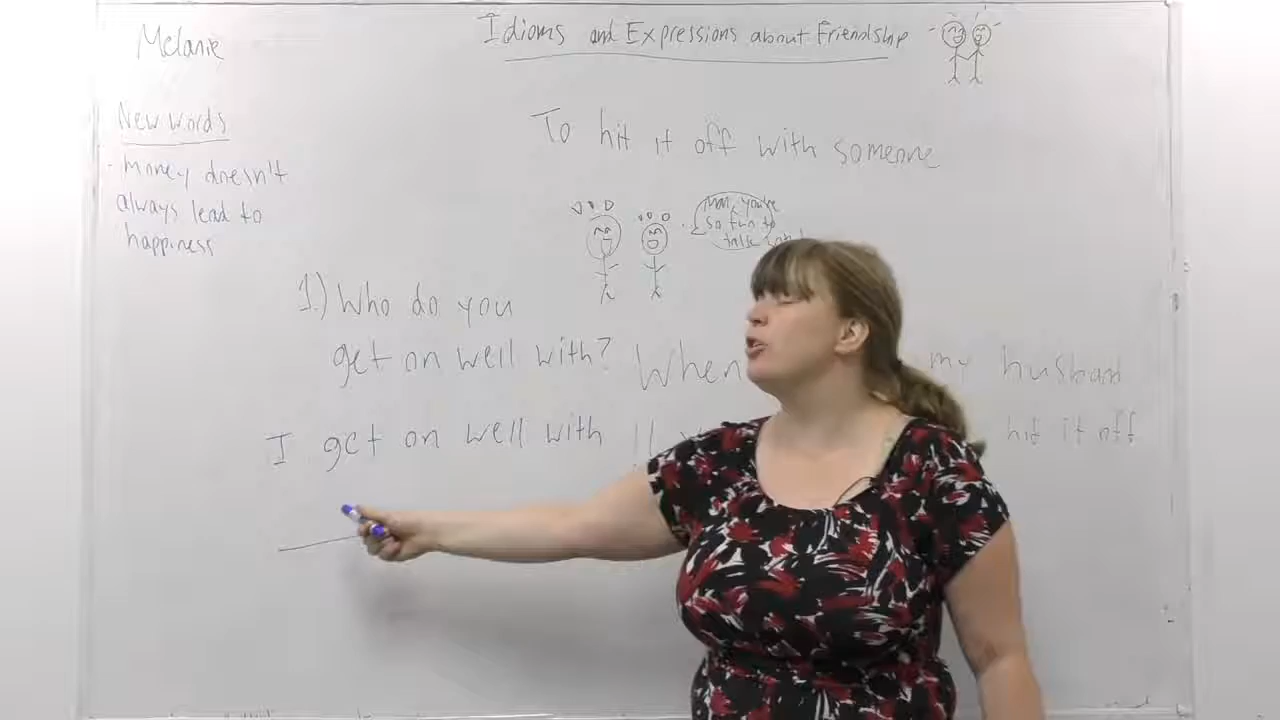 Melanie
Idioms and Expressions about Friendship
New words
- money doesn't
always lead to
happiness
To hit it off with someone
Man, you're
so fun to
talk
1.) Who do you
get on well with?
When my husband
I get on well with
hit it off